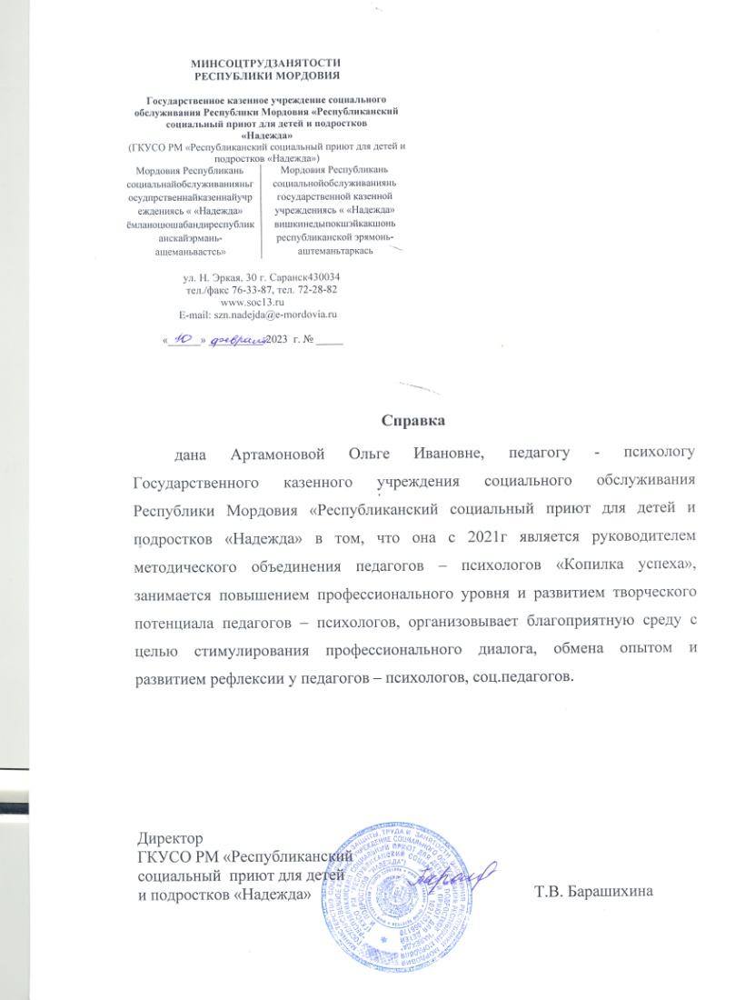 МИНСОЦТРУДЗАНЯТОСТИ
РЕСПУБЛИКИ МОРДОВИЯ
Государственное казенное учреждение социального
обслуживания Республики Мордовия «Республиканский
социальный приют для детей и подростков
«Надежда»
(ГКУСО РМ «Республиканский социальный приют для детей и
подростков «Надежда»)
Мордовия Республикань
социальнайобслуживанияньг
осудпрственнайказеннайучр
еждениясь « «Надежда»
ёмланоцюшабандиреспублик
анскайэрмань-
ащеманьвастсь»
Мордовия Республикань
социальнойобслуживаниянь
государственной казенной
учреждениясь « «Надежда»
вишкинедыпокшэйкакшонь
республиканской эрямонь-
аштеманьтаркась
ул. Н. Эркая, 30 г. Саранск430034
тел./факс 76-33-87, тел. 72-28-82
www.soc13.ru
E-mail: szn.nadejda@e-mordovia.ru
«10» февраля 2023 г. № _____
Справка
дана Артамоновой Ольге Ивановне, педагогу - психологу
Государственного казенного учреждения социального обслуживания
Республики Мордовия «Республиканский социальный приют для детей и
подростков «Надежда» в том, что она с 2021г является руководителем
методического объединения педагогов – психологов «Копилка успеха»,
занимается повышением профессионального уровня и развитием творческого
потенциала педагогов – психологов, организовывает благоприятную среду с
целью стимулирования профессионального диалога, обмена опытом и
развитием рефлексии у педагогов – психологов, соц.педагогов.
Директор
ГКУСО РМ «Республиканский
социальный приют для детей
и подростков «Надежда»
Т.В. Барашихина